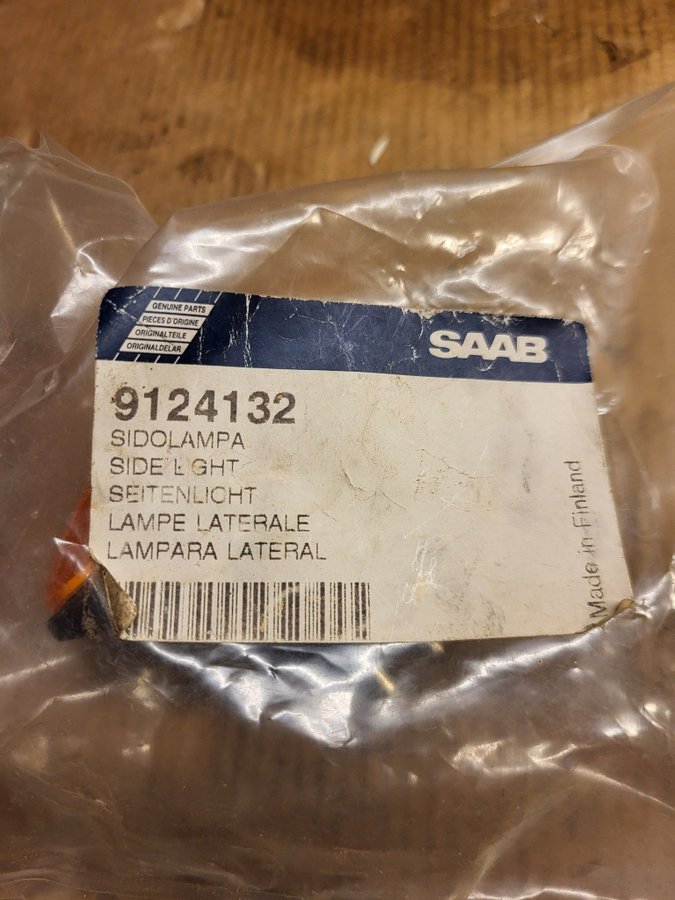 GENUINE PARTS
PIECES D'ORIGINE
ORIGINALTEILE
ORIGINALDELAR
SAAB
9124132
SIDOLAMPA
SIDE LIGHT
SEITENLICHT
LAMPE LATERALE
LAMPARA LATERAL
Made in Finland